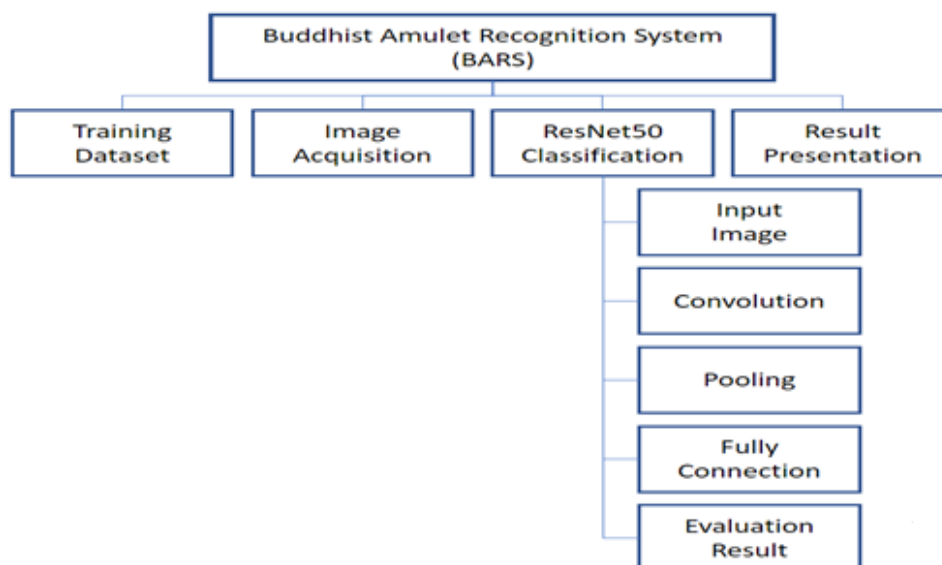 Buddhist Amulet Recognition System
(BARS)
Training
Dataset
Image
Acquisition
ResNet50
Classification
Result
Presentation
Input
Image
Convolution
Pooling
Fully
Connection
Evaluation
Result